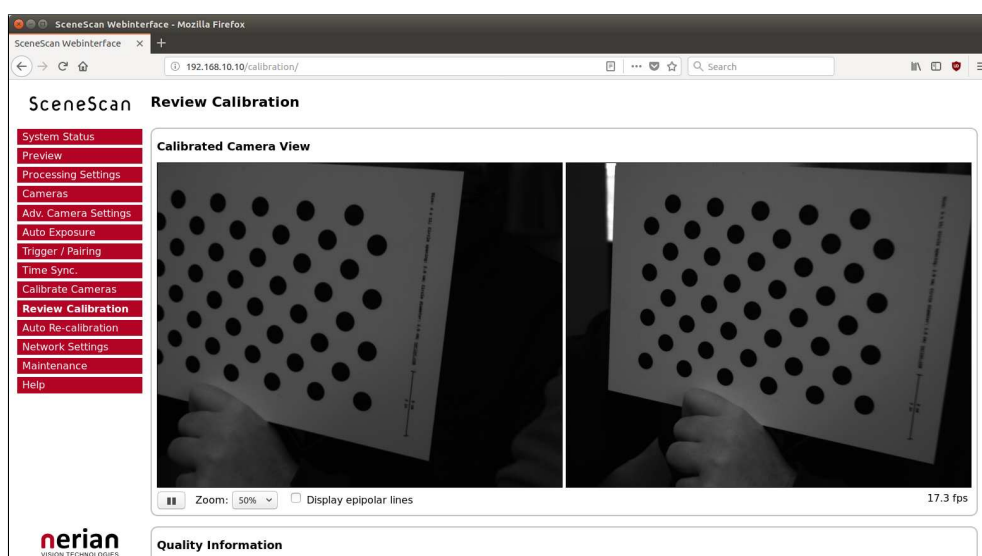 SceneScan Webinterface - Mozilla Firefox
SceneScan Webinterface
192.168.10.10/calibration/
Search
SceneScan
Review Calibration
System Status
Preview
Processing Settings
Cameras
Adv. Camera Settings
Auto Exposure
Trigger / Pairing
Time Sync.
Calibrate Cameras
Review Calibration
Auto Re-calibration
Network Settings
Maintenance
Help
Calibrated Camera View
Zoom: 50% Display epipolar lines
17.3 fps
nerian
VISION TECHNOLOGIES
Quality Information